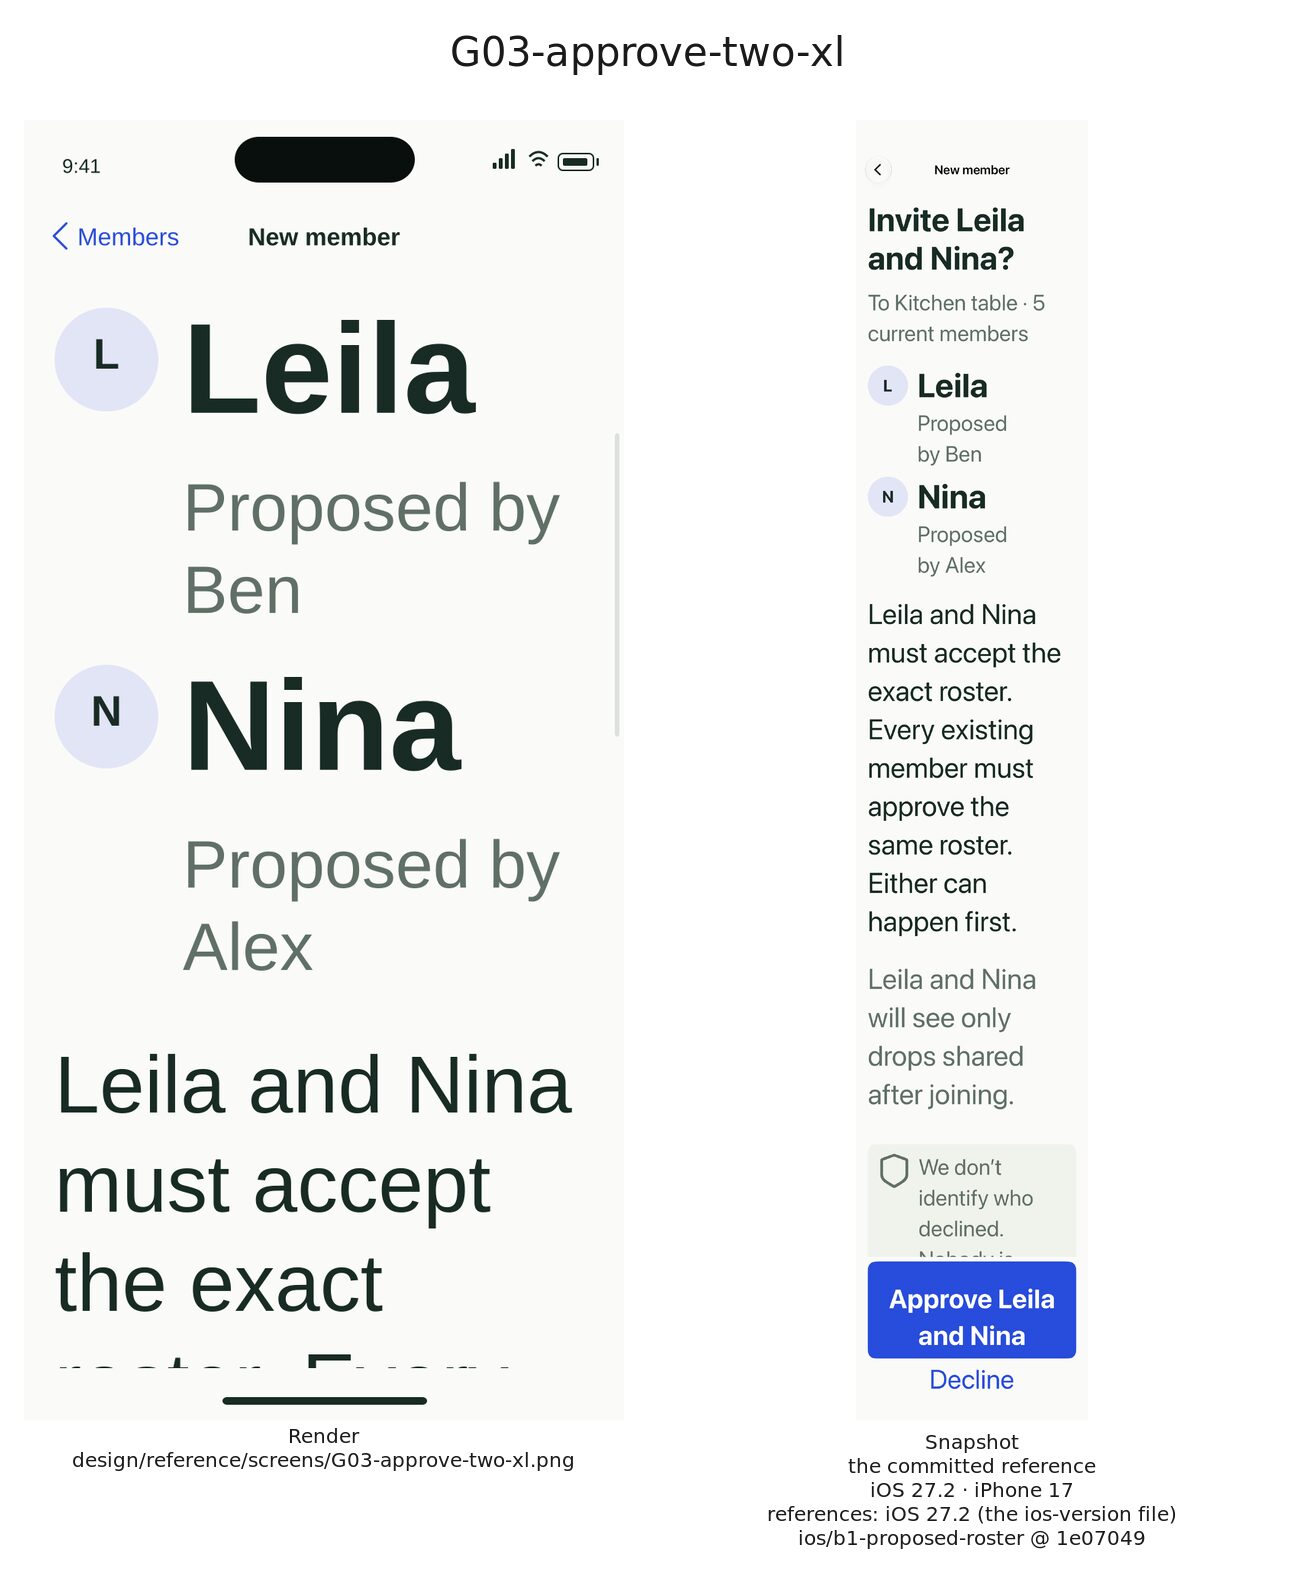 G03-approve-two-xl
9:41
Members
New member
L
Leila
Proposed by
Ben
N
Nina
Proposed by
Alex
Leila and Nina
must accept
the exact
roster. Every
Render
design/reference/screens/G03-approve-two-xl.png
New member
Invite Leila
and Nina?
To Kitchen table · 5
current members
L
Leila
Proposed
by Ben
N
Nina
Proposed
by Alex
Leila and Nina
must accept the
exact roster.
Every existing
member must
approve the
same roster.
Either can
happen first.
Leila and Nina
will see only
drops shared
after joining.
We don’t
identify who
declined.
Nobody is
Approve Leila
and Nina
Decline
Snapshot
the committed reference
iOS 27.2 · iPhone 17
references: iOS 27.2 (the ios-version file)
ios/b1-proposed-roster @ 1e07049